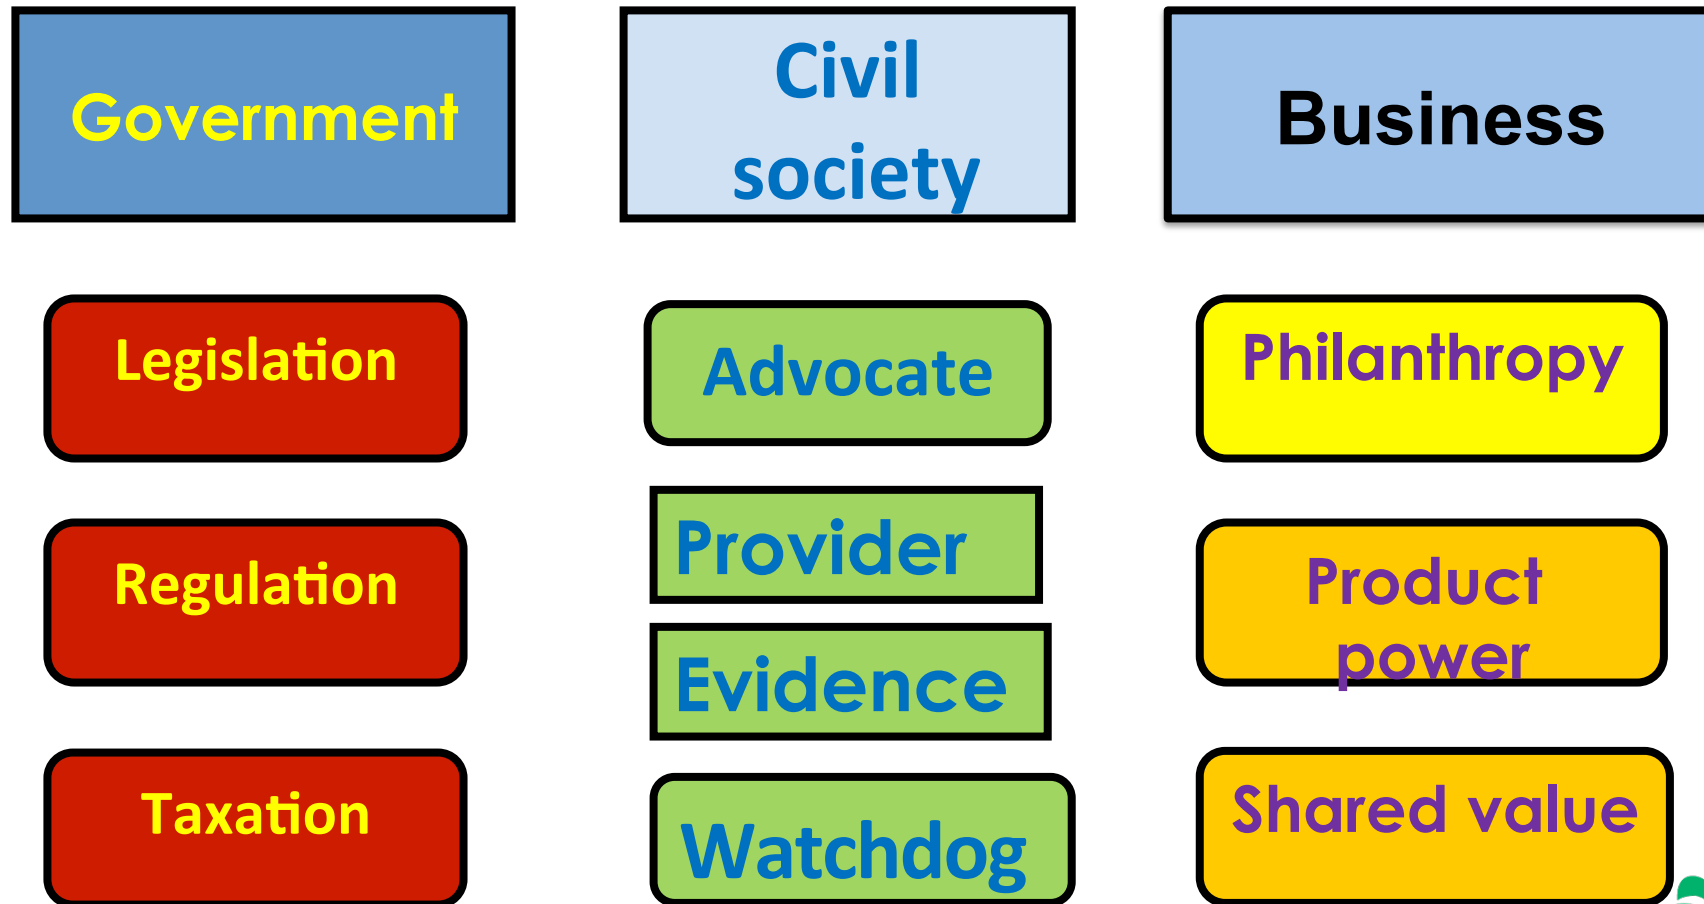 Government
Civil
society
Business
Legislation
Regulation
Taxation
Advocate
Provider
Evidence
Watchdog
Philanthropy
Product
power
Shared value